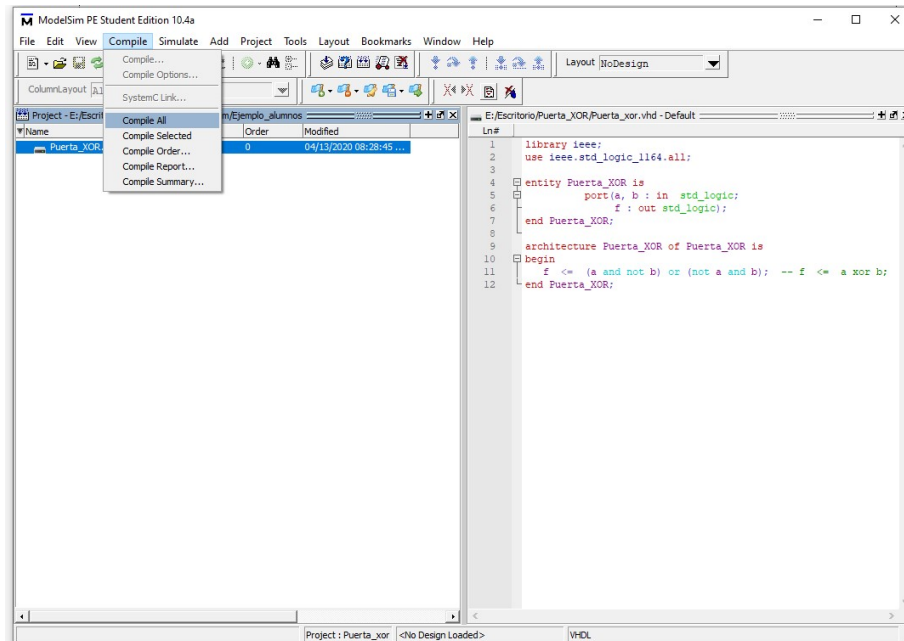 ModelSim PE Student Edition 10.4a
File Edit View Compile Simulate Add Project Tools Layout Bookmarks Window Help
Compile...
Compile Options...
SystemC Link...
Compile All
Compile Selected
Compile Order...
Compile Report...
Compile Summary...
Layout NoDesign
ColumnLayout
Project - E:/Escri
m/Ejemplo_alumnos
Name Order Modified
Puerta_XOR. 0 04/13/2020 08:28:45 ...
E:/Escritorio/Puerta_XOR/Puerta_xor.vhd - Default
Ln#
1 library ieee;
2 use ieee.std_logic_1164.all;
3
4 entity Puerta_XOR is
5 port(a, b : in std_logic;
6 f : out std_logic);
7 end Puerta_XOR;
8
9 architecture Puerta_XOR of Puerta_XOR is
10 begin
11 f <= (a and not b) or (not a and b); -- f <= a xor b;
12 end Puerta_XOR;
Project : Puerta_xor <No Design Loaded> VHDL